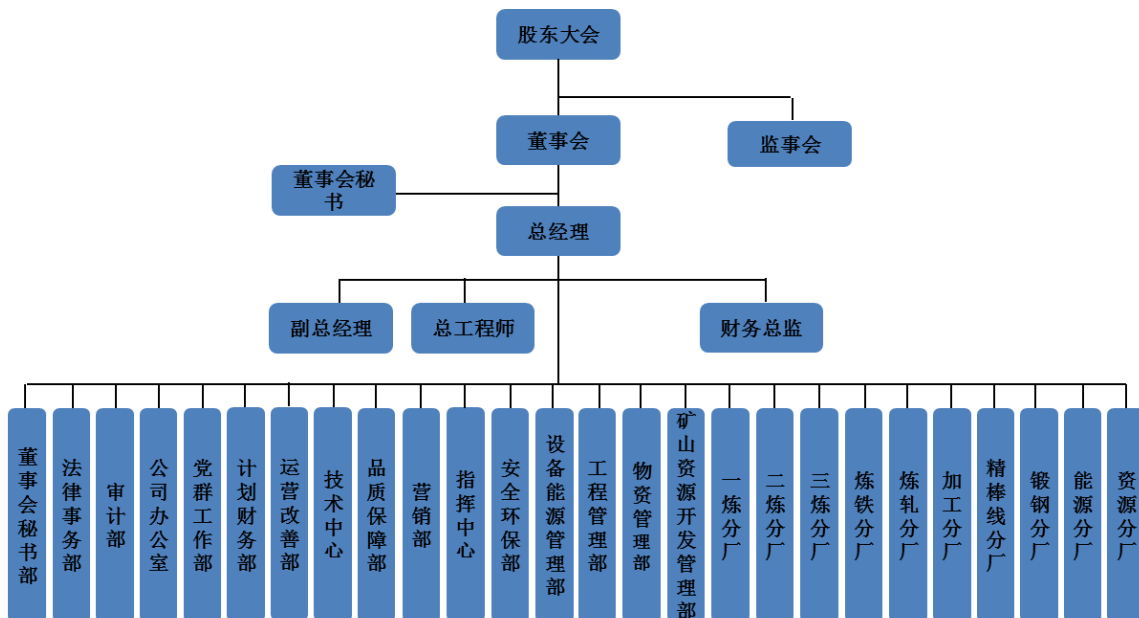 股东大会
董事会
监事会
董事会秘
书
总经理
副总经理
总工程师
财务总监
董事会秘书部
法律事务部
审计部
公司办公室
党群工作部
计划财务部
运营改善部
技术中心
品质保障部
营销部
指挥中心
安全环保部
设备能源管理部
工程管理部
物资管理部
矿山资源开发管理部
一炼分厂
二炼分厂
三炼分厂
炼铁分厂
炼轧分厂
加工分厂
精棒线分厂
锻钢分厂
能源分厂
资源分厂